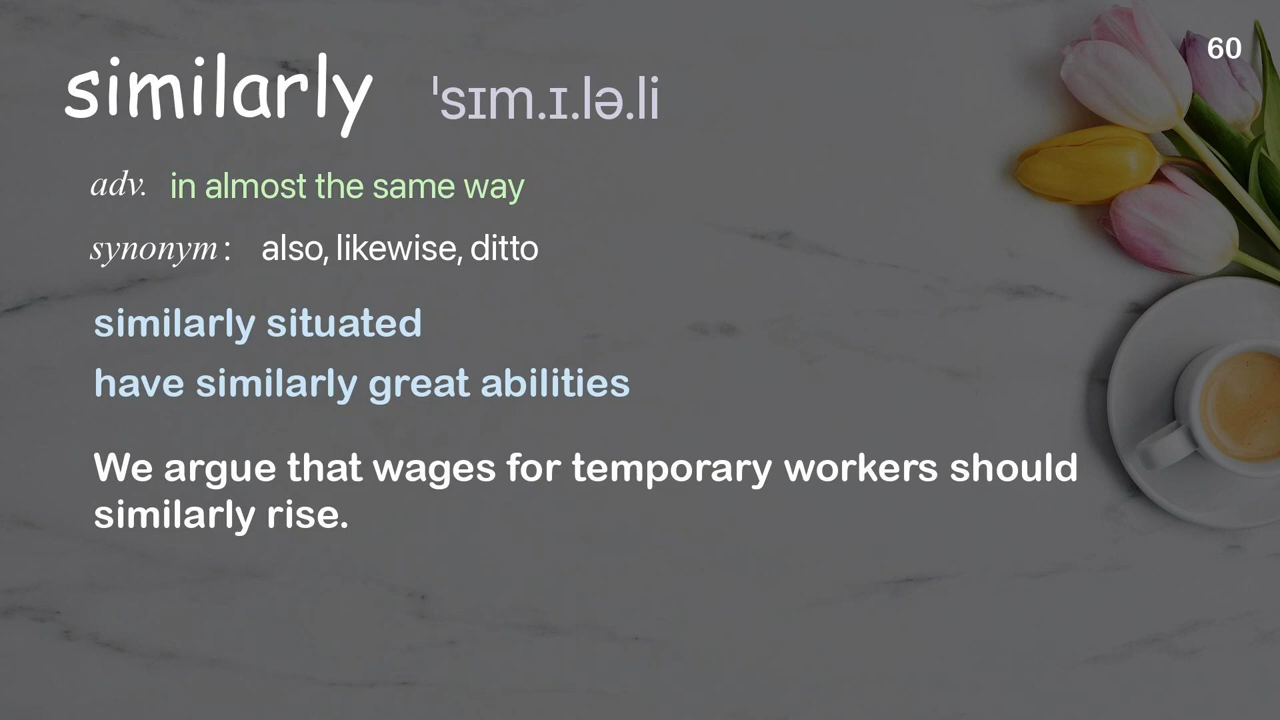 60
similarly ˈsɪm.ɪ.lə.li
adv. in almost the same way
synonym: also, likewise, ditto
similarly situated
have similarly great abilities
We argue that wages for temporary workers should
similarly rise.